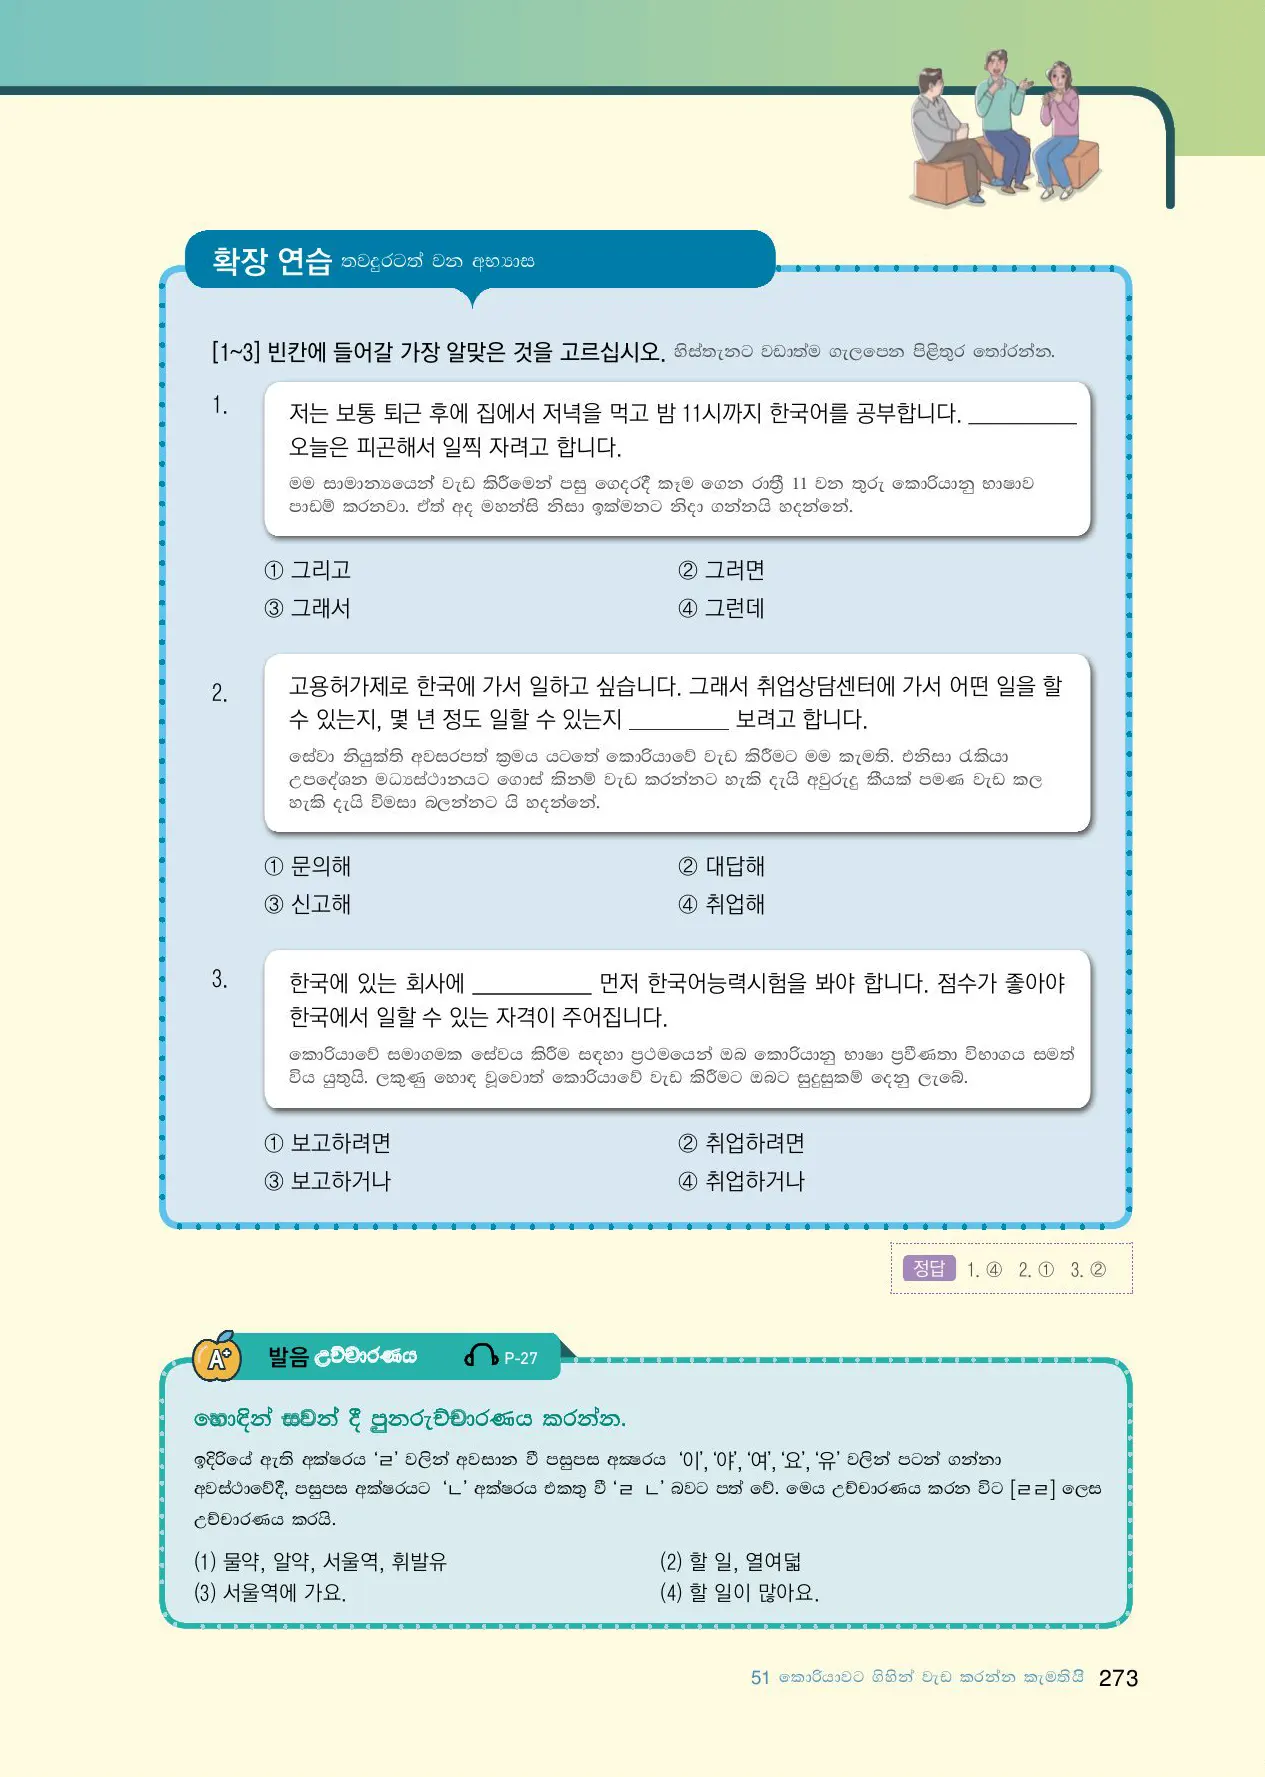 확장 연습 තවදුරටත් වන අභ්‍යාස
[1~3] 빈칸에 들어갈 가장 알맞은 것을 고르십시오. හිස්තැනට වඩාත්ම ගැලපෙන පිළිතුර තෝරන්න.
1.
저는 보통 퇴근 후에 집에서 저녁을 먹고 밤 11시까지 한국어를 공부합니다. __________
오늘은 피곤해서 일찍 자려고 합니다.
මම සාමාන්‍යයෙන් වැඩ කිරීමෙන් පසු ගෙදරදී කෑම ගෙන රාත්‍රී 11 වන තුරු කොරියානු භාෂාව
පාඩම් කරනවා. ඒත් අද මහන්සි නිසා ඉක්මනට නිදා ගන්නයි හදන්නේ.
① 그리고 ② 그러면
③ 그래서 ④ 그런데
2.
고용허가제로 한국에 가서 일하고 싶습니다. 그래서 취업상담센터에 가서 어떤 일을 할
수 있는지, 몇 년 정도 일할 수 있는지 _________ 보려고 합니다.
සේවා නියුක්ති අවසරපත් ක්‍රමය යටතේ කොරියාවේ වැඩ කිරීමට මම කැමති. එනිසා රැකියා
උපදේශන මධ්‍යස්ථානයට ගොස් කිනම් වැඩ කරන්නට හැකි දැයි අවුරුදු කීයක් පමණ වැඩ කල
හැකි දැයි විමසා බලන්නට යි හදන්නේ.
① 문의해 ② 대답해
③ 신고해 ④ 취업해
3.
한국에 있는 회사에 ___________ 먼저 한국어능력시험을 봐야 합니다. 점수가 좋아야
한국에서 일할 수 있는 자격이 주어집니다.
කොරියාවේ සමාගමක සේවය කිරීම සඳහා ප්‍රථමයෙන් ඔබ කොරියානු භාෂා ප්‍රවීණතා විභාගය සමත්
විය යුතුයි. ලකුණු හොඳ වූවොත් කොරියාවේ වැඩ කිරීමට ඔබට සුදුසුකම් දෙනු ලැබේ.
① 보고하려면 ② 취업하려면
③ 보고하거나 ④ 취업하거나
정답 1. ④ 2. ① 3. ②
A+ 발음 උච්චාරණය P-27
හොඳින් සවන් දී පුනරුච්චාරණය කරන්න.
ඉදිරියේ ඇති අක්ෂරය ‘ㄹ’ වලින් අවසාන වී පසුපස අක්‍ෂරය ‘이’, ‘야’, ‘여’, ‘요’, ‘유’ වලින් පටන් ගන්නා
අවස්ථාවේදී, පසුපස අක්ෂරයට ‘ㄴ’ අක්ෂරය එකතු වී ‘ㄹ ㄴ’ බවට පත් වේ. මෙය උච්චාරණය කරන විට [ㄹㄹ] ලෙස
උච්චාරණය කරයි.
(1) 물약, 알약, 서울역, 휘발유 (2) 할 일, 열여덟
(3) 서울역에 가요. (4) 할 일이 많아요.
51 කොරියාවට ගිහින් වැඩ කරන්න කැමතියි 273